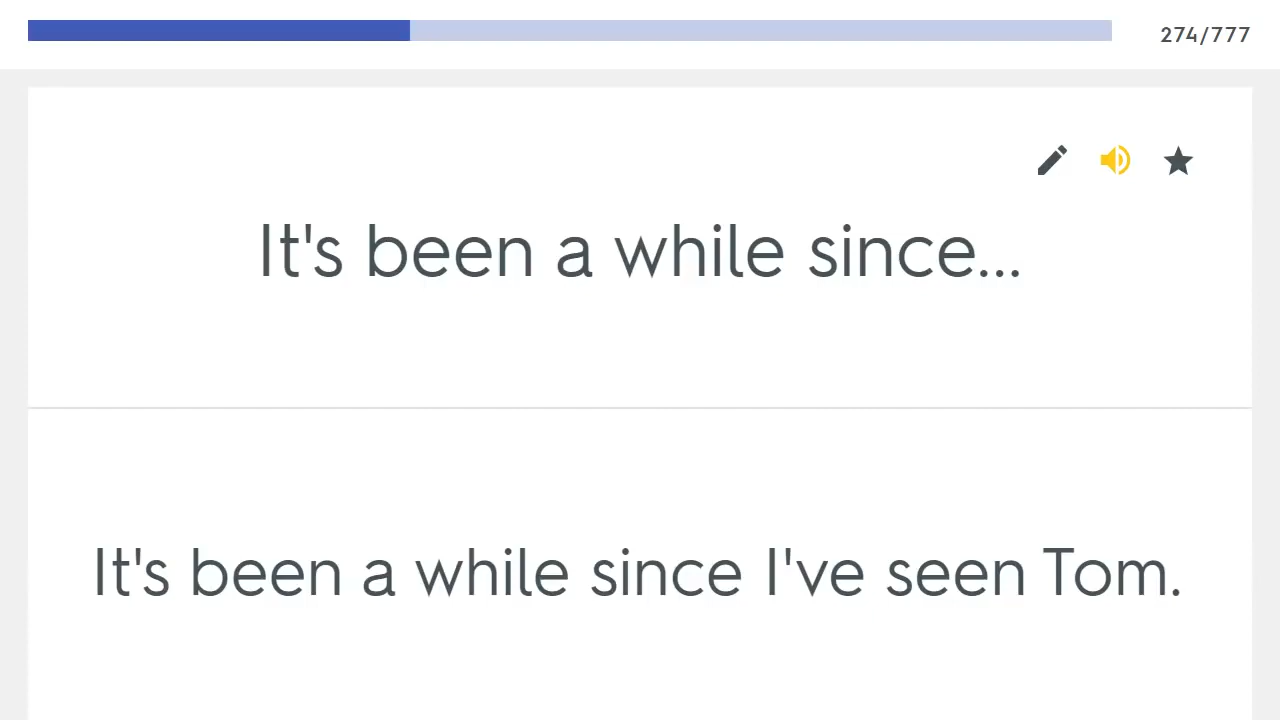 274/777
It's been a while since...
It's been a while since I've seen Tom.